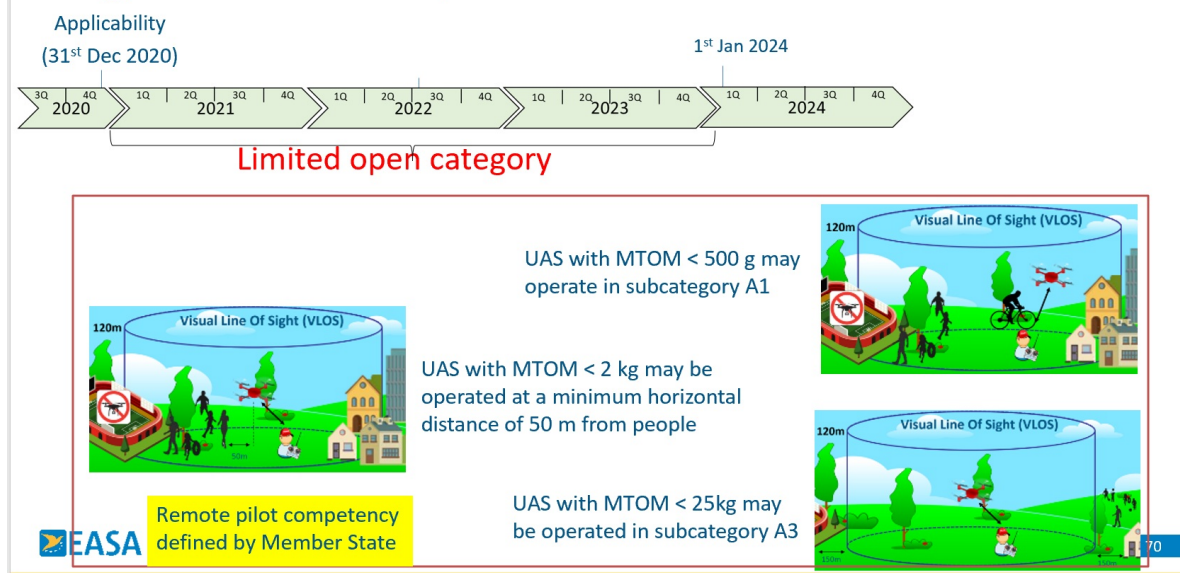 Applicability
(31st Dec 2020)
1st Jan 2024
3Q 4Q 1Q 2Q 3Q 4Q 1Q 2Q 3Q 4Q 1Q 2Q 3Q 4Q 1Q 2Q 3Q 4Q
2020 2021 2022 2023 2024
Limited open category
UAS with MTOM < 500 g may
operate in subcategory A1
Visual Line Of Sight (VLOS)
120m
Visual Line Of Sight (VLOS)
120m
50m
UAS with MTOM < 2 kg may be
operated at a minimum horizontal
distance of 50 m from people
UAS with MTOM < 25kg may
be operated in subcategory A3
Visual Line Of Sight (VLOS)
120m
150m
150m
Remote pilot competency
defined by Member State
EASA
70